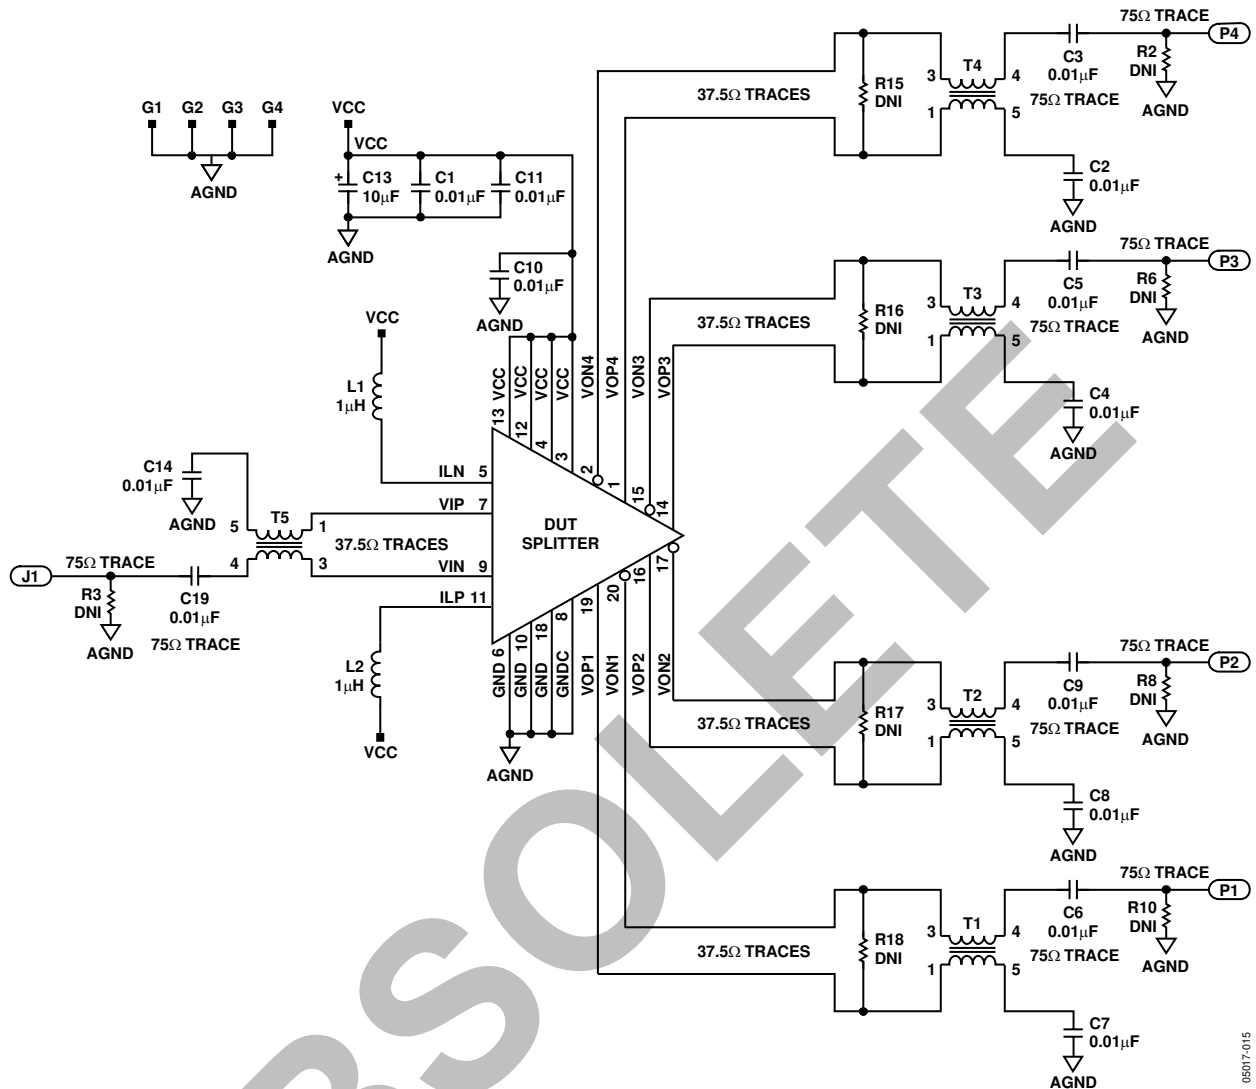 75Ω TRACE
P4
C3
0.01μF
R2
DNI
AGND
75Ω TRACE
T4
3
4
1
5
R15
DNI
37.5Ω TRACES
C2
0.01μF
AGND
G1
G2
G3
G4
AGND
VCC
VCC
+
C13
10μF
C1
0.01μF
C11
0.01μF
AGND
C10
0.01μF
AGND
75Ω TRACE
P3
C5
0.01μF
R6
DNI
AGND
75Ω TRACE
T3
3
4
1
5
R16
DNI
37.5Ω TRACES
C4
0.01μF
AGND
VCC
L1
1μH
13 VCC
12 VCC
4 VCC
3 VCC
2 VON4
1 VOP4
15 VON3
14 VOP3
C14
0.01μF
AGND
T5
5
1
4
3
ILN 5
VIP 7
37.5Ω TRACES
VIN 9
ILP 11
DUT
SPLITTER
J1
75Ω TRACE
R3
DNI
AGND
C19
0.01μF
75Ω TRACE
L2
1μH
VCC
GND 6
GND 10
GND 18
GNDC 8
VOP1 19
VON1 20
VOP2 16
VON2 17
AGND
75Ω TRACE
P2
C9
0.01μF
R8
DNI
AGND
75Ω TRACE
T2
3
4
1
5
R17
DNI
37.5Ω TRACES
C8
0.01μF
AGND
75Ω TRACE
P1
C6
0.01μF
R10
DNI
AGND
75Ω TRACE
T1
3
4
1
5
R18
DNI
37.5Ω TRACES
C7
0.01μF
AGND
05017-015
OBSOLETE